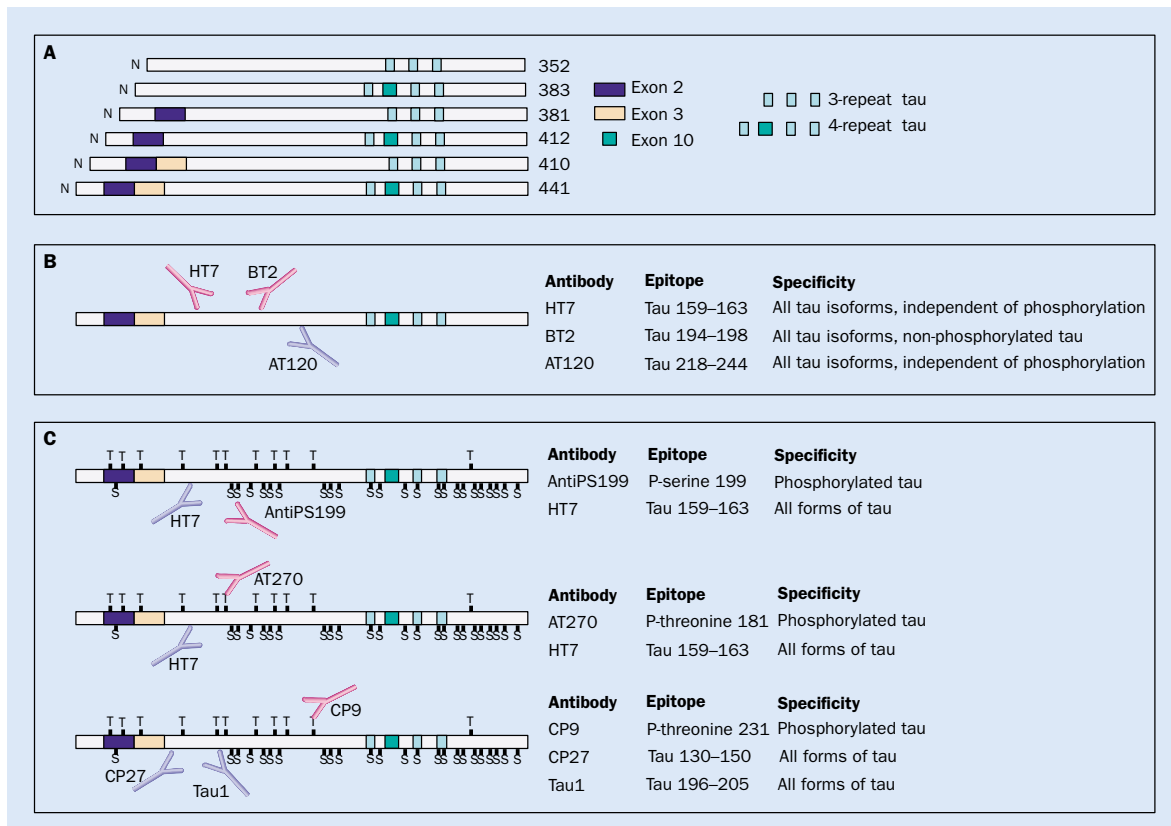 A
N 352
N 383
N 381
N 412
N 410
N 441
Exon 2
Exon 3
Exon 10
3-repeat tau
4-repeat tau
B
HT7 BT2
AT120
Antibody Epitope Specificity
HT7 Tau 159–163 All tau isoforms, independent of phosphorylation
BT2 Tau 194–198 All tau isoforms, non-phosphorylated tau
AT120 Tau 218–244 All tau isoforms, independent of phosphorylation
C
T T T T T T T T T T T
S SS S SSS SSS SS S S SS SS SSSSS S
HT7 AntiPS199
Antibody Epitope Specificity
AntiPS199 P-serine 199 Phosphorylated tau
HT7 Tau 159–163 All forms of tau
AT270
T T T T T T T T T T T
S SS S SSS SSS SS S S SS SS SSSSS S
HT7
Antibody Epitope Specificity
AT270 P-threonine 181 Phosphorylated tau
HT7 Tau 159–163 All forms of tau
CP9
T T T T T T T T T T T
S SS S SSS SSS SS S S SS SS SSSSS S
CP27 Tau1
Antibody Epitope Specificity
CP9 P-threonine 231 Phosphorylated tau
CP27 Tau 130–150 All forms of tau
Tau1 Tau 196–205 All forms of tau